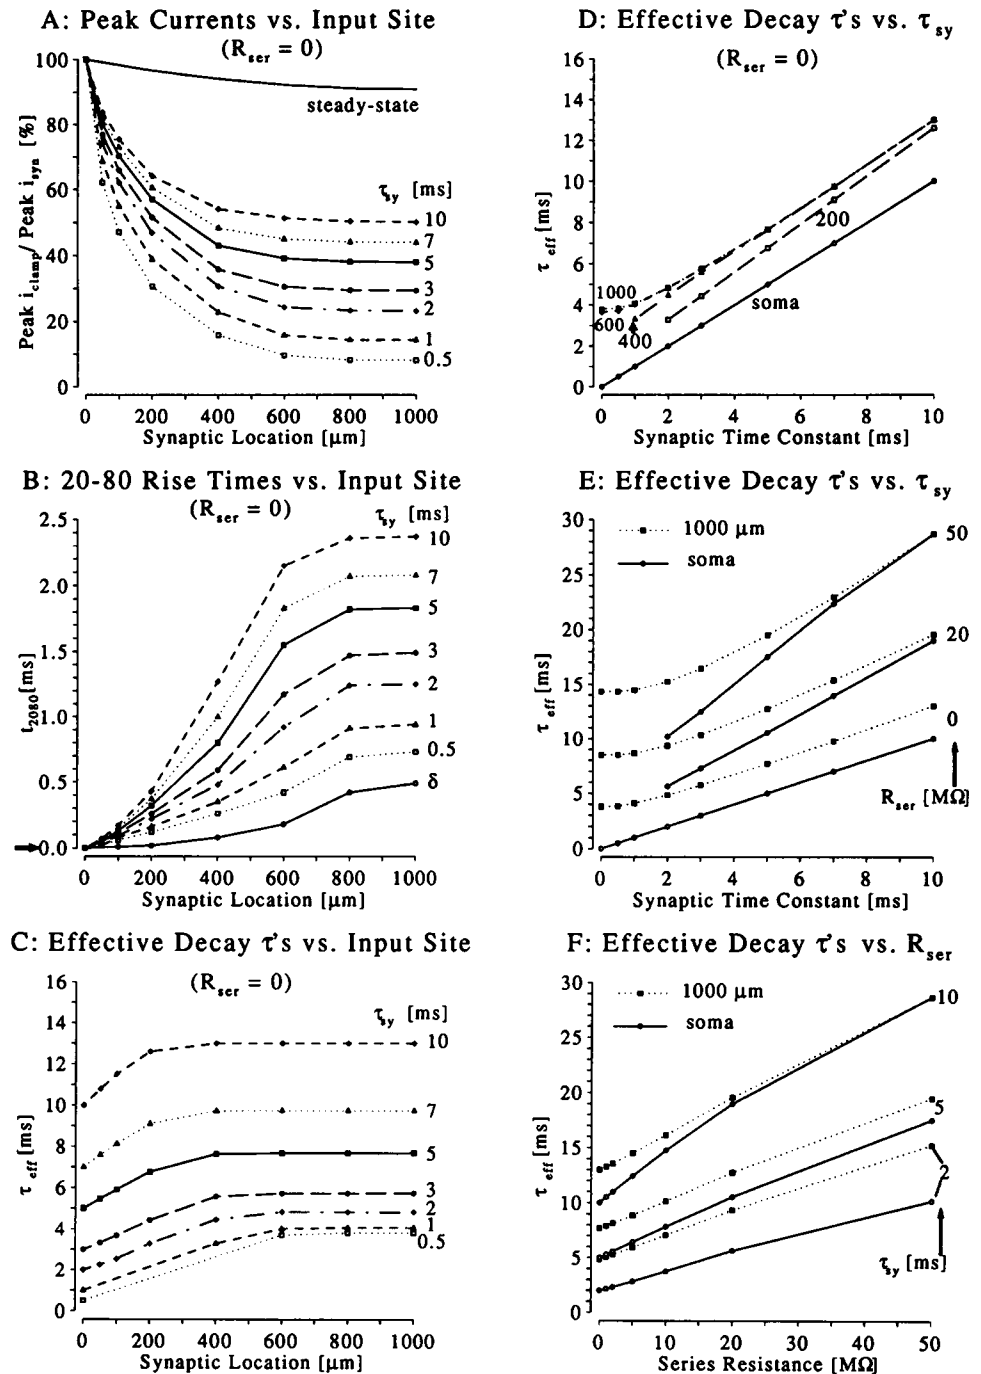 A: Peak Currents vs. Input Site
(R_ser = 0)
Peak i_clamp / Peak i_syn [%]
100
80
60
40
20
0
steady-state
τ_sy [ms]
10
7
5
3
2
1
0.5
0 200 400 600 800 1000
Synaptic Location [μm]
B: 20-80 Rise Times vs. Input Site
(R_ser = 0)
t_2080 [ms]
2.5
2.0
1.5
1.0
0.5
0.0
τ_sy [ms]
10
7
5
3
2
1
0.5
δ
0 200 400 600 800 1000
Synaptic Location [μm]
C: Effective Decay τ's vs. Input Site
(R_ser = 0)
τ_eff [ms]
16
14
12
10
8
6
4
2
0
τ_sy [ms]
10
7
5
3
2
1
0.5
0 200 400 600 800 1000
Synaptic Location [μm]
D: Effective Decay τ's vs. τ_sy
(R_ser = 0)
τ_eff [ms]
16
14
12
10
8
6
4
2
0
1000
600
400
200
soma
0 2 4 6 8 10
Synaptic Time Constant [ms]
E: Effective Decay τ's vs. τ_sy
τ_eff [ms]
30
25
20
15
10
5
0
1000 μm
soma
50
20
0
R_ser [MΩ]
0 2 4 6 8 10
Synaptic Time Constant [ms]
F: Effective Decay τ's vs. R_ser
τ_eff [ms]
30
25
20
15
10
5
0
1000 μm
soma
10
5
2
τ_sy [ms]
0 10 20 30 40 50
Series Resistance [MΩ]